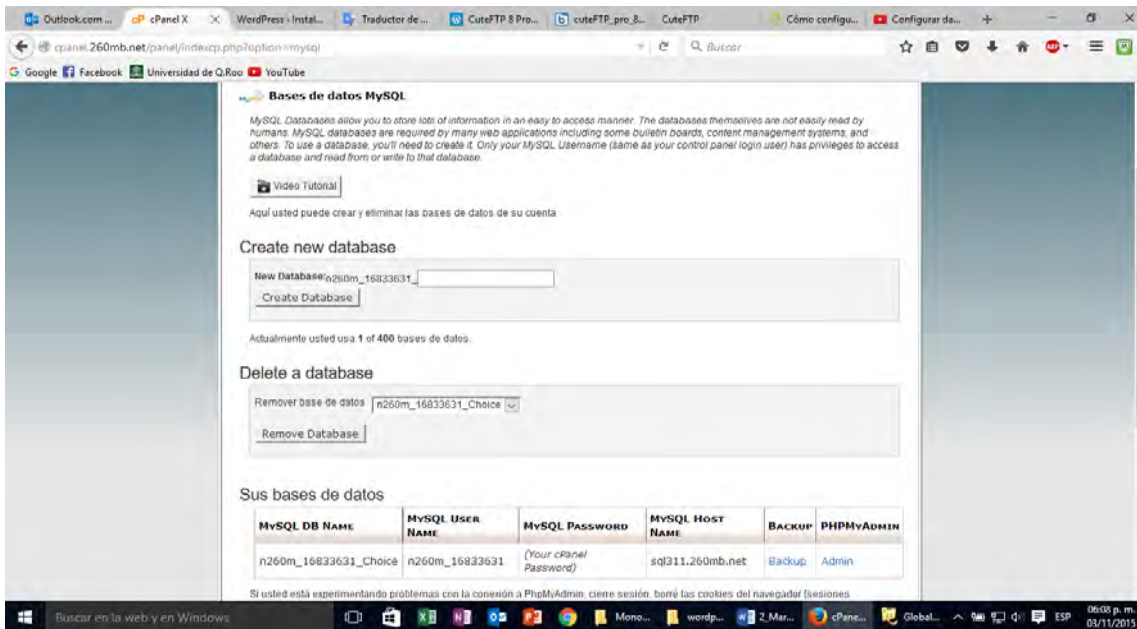 Outlook.com ... cP cPanel X WordPress › Instal... Traductor de ... CuteFTP 8 Pro... cuteFTP_pro_8... CuteFTP Cómo configu... Configurar da...
cpanel.260mb.net/panel/indexcp.php?option=mysql Buscar ABP
Google Facebook Universidad de Q.Roo YouTube
Bases de datos MySQL
MySQL Databases allow you to store lots of information in an easy to access manner. The databases themselves are not easily read by
humans. MySQL databases are required by many web applications including some bulletin boards, content management systems, and
others. To use a database, you'll need to create it. Only your MySQL Username (same as your control panel login user) has privileges to access
a database and read from or write to that database.
Video Tutorial
Aquí usted puede crear y eliminar las bases de datos de su cuenta
Create new database
New Database:n260m_16833631_
Create Database
Actualmente usted usa 1 of 400 bases de datos.
Delete a database
Remover base de datos n260m_16833631_Choice
Remove Database
Sus bases de datos
MySQL DB Name MySQL User Name MySQL Password MySQL Host Name Backup PHPMyAdmin
n260m_16833631_Choice n260m_16833631 (Your cPanel Password) sql311.260mb.net Backup Admin
Si usted está experimentando problemas con la conexión a PhpMyAdmin, cierre sesión, borré las cookies del navegador (sesiones
Buscar en la web y en Windows Mono... wordp... 2_Mar... cPane... Global... ESP 06:08 p. m.
03/11/2015